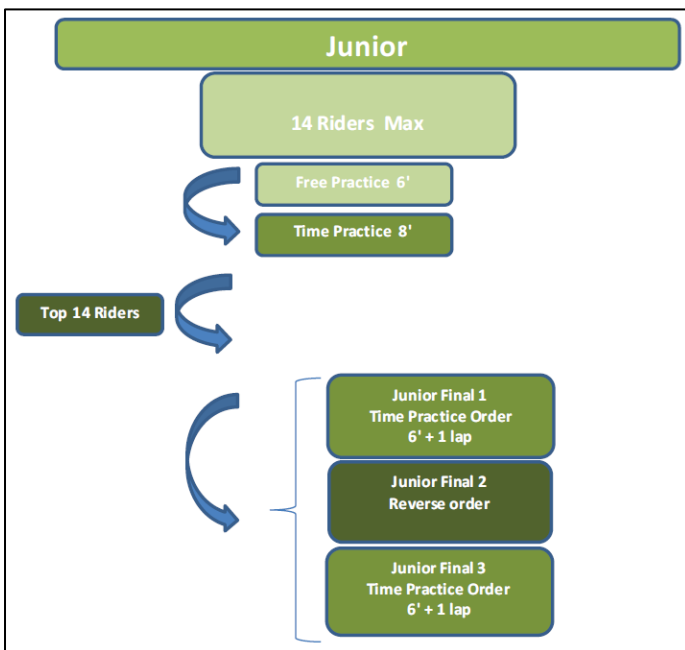 Junior
14 Riders Max
Free Practice 6'
Time Practice 8'
Top 14 Riders
Junior Final 1
Time Practice Order
6' + 1 lap
Junior Final 2
Reverse order
Junior Final 3
Time Practice Order
6' + 1 lap